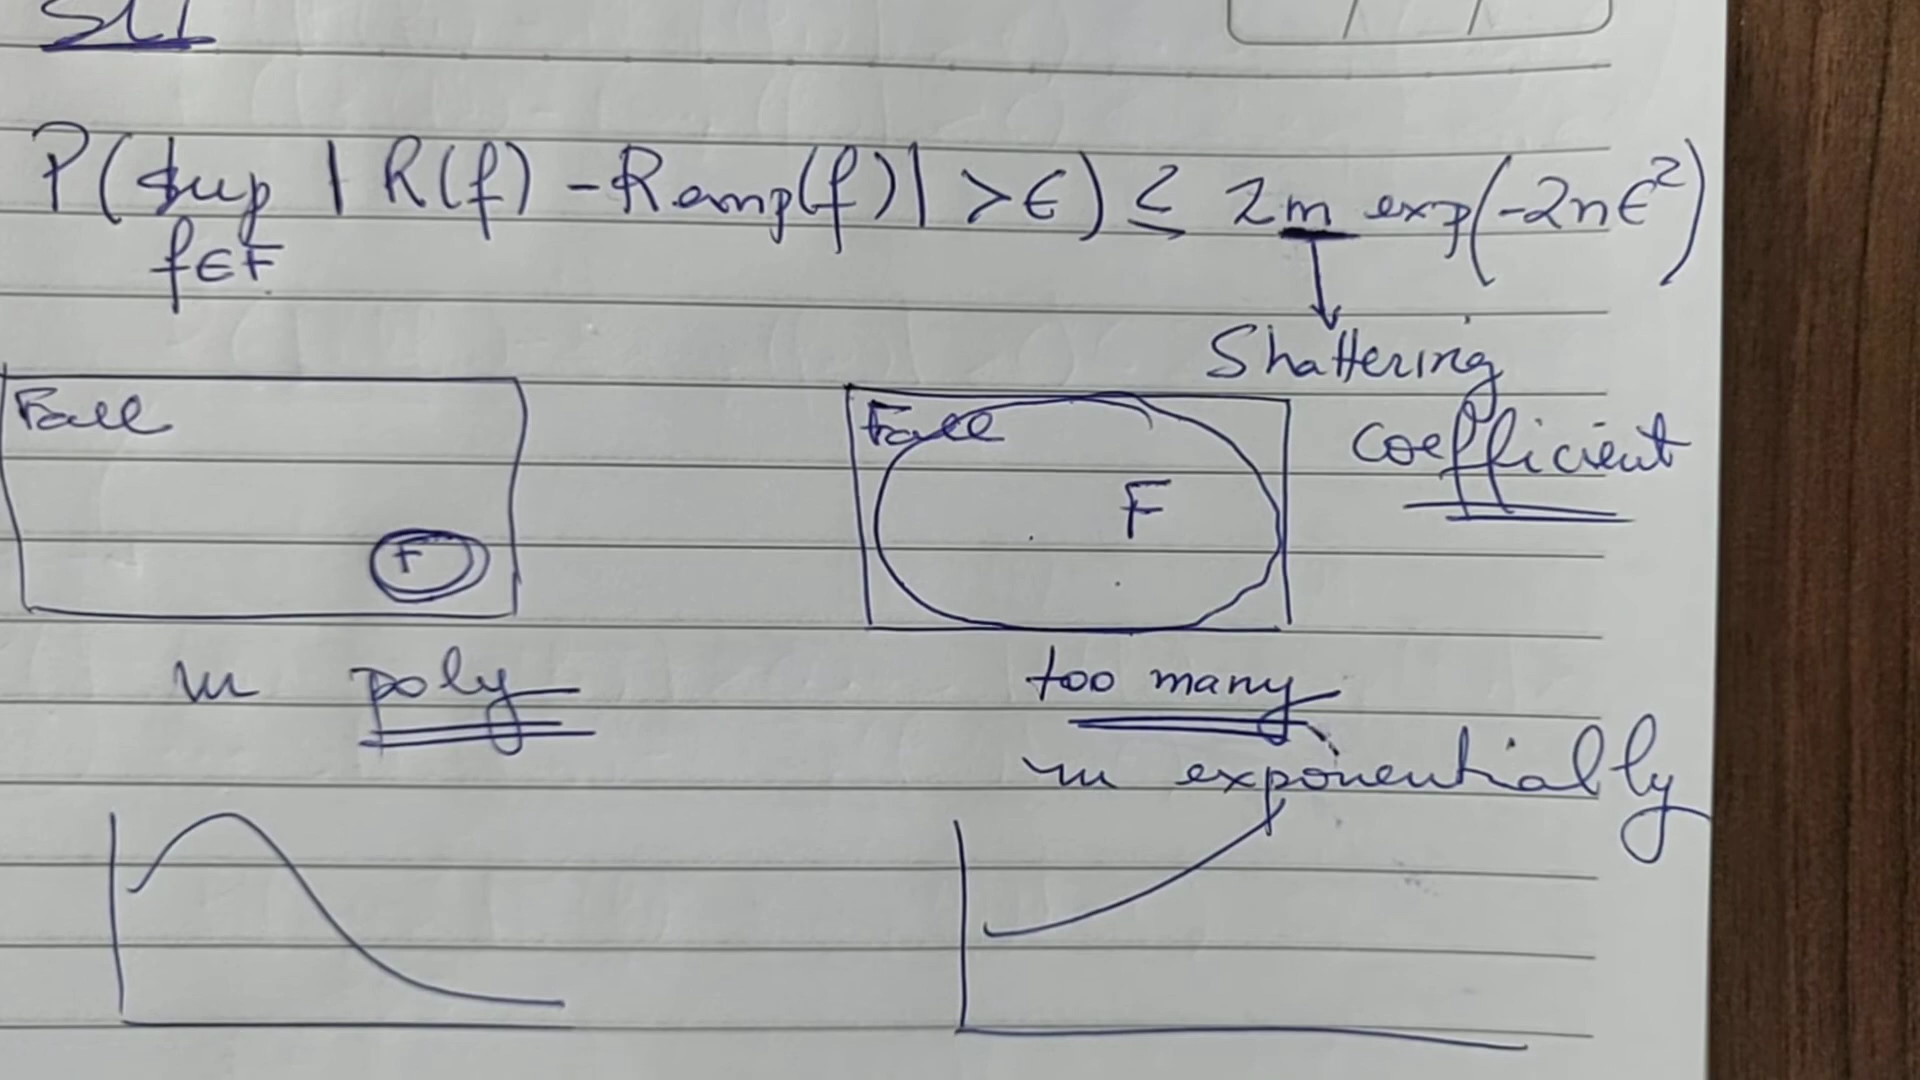 SLT
P(sup | R(f) - Remp(f)| > ϵ) ≤ 2m exp(-2nϵ²)
f∈F
Shattering
coefficient
Fall
F
Fall
F
m poly
too many
m exponentially